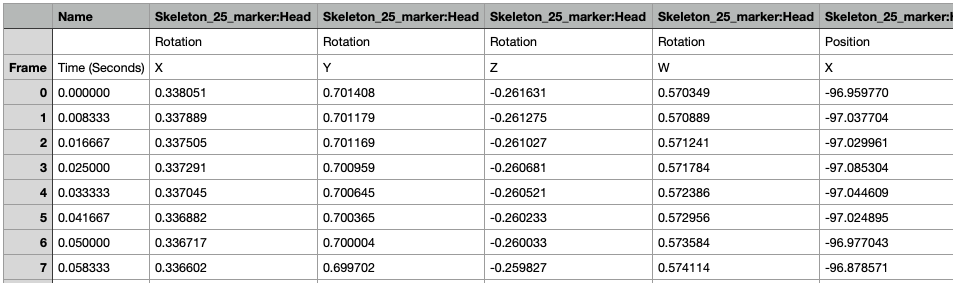 Name Skeleton_25_marker:Head Skeleton_25_marker:Head Skeleton_25_marker:Head Skeleton_25_marker:Head Skeleton_25_marker:
Rotation Rotation Rotation Rotation Position
Frame Time (Seconds) X Y Z W X
0 0.000000 0.338051 0.701408 -0.261631 0.570349 -96.959770
1 0.008333 0.337889 0.701179 -0.261275 0.570889 -97.037704
2 0.016667 0.337505 0.701169 -0.261027 0.571241 -97.029961
3 0.025000 0.337291 0.700959 -0.260681 0.571784 -97.085304
4 0.033333 0.337045 0.700645 -0.260521 0.572386 -97.044609
5 0.041667 0.336882 0.700365 -0.260233 0.572956 -97.024895
6 0.050000 0.336717 0.700004 -0.260033 0.573584 -96.977043
7 0.058333 0.336602 0.699702 -0.259827 0.574114 -96.878571